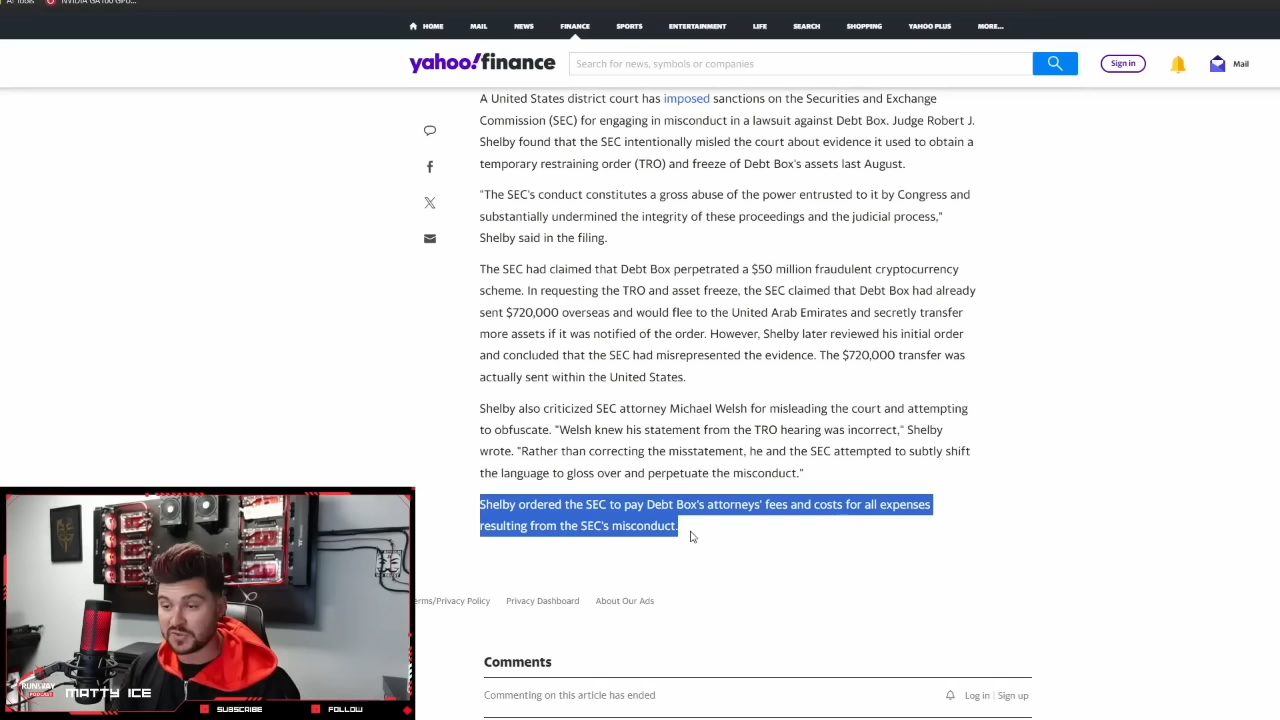 AI Tools
NVIDIA GA100 GPU...
HOME MAIL NEWS FINANCE SPORTS ENTERTAINMENT LIFE SEARCH SHOPPING YAHOO PLUS MORE...
yahoo!finance
Search for news, symbols or companies
Sign in
Mail
A United States district court has imposed sanctions on the Securities and Exchange
Commission (SEC) for engaging in misconduct in a lawsuit against Debt Box. Judge Robert J.
Shelby found that the SEC intentionally misled the court about evidence it used to obtain a
temporary restraining order (TRO) and freeze of Debt Box's assets last August.
"The SEC's conduct constitutes a gross abuse of the power entrusted to it by Congress and
substantially undermined the integrity of these proceedings and the judicial process,"
Shelby said in the filing.
The SEC had claimed that Debt Box perpetrated a $50 million fraudulent cryptocurrency
scheme. In requesting the TRO and asset freeze, the SEC claimed that Debt Box had already
sent $720,000 overseas and would flee to the United Arab Emirates and secretly transfer
more assets if it was notified of the order. However, Shelby later reviewed his initial order
and concluded that the SEC had misrepresented the evidence. The $720,000 transfer was
actually sent within the United States.
Shelby also criticized SEC attorney Michael Welsh for misleading the court and attempting
to obfuscate. "Welsh knew his statement from the TRO hearing was incorrect," Shelby
wrote. "Rather than correcting the misstatement, he and the SEC attempted to subtly shift
the language to gloss over and perpetuate the misconduct."
Shelby ordered the SEC to pay Debt Box's attorneys' fees and costs for all expenses
resulting from the SEC's misconduct.
erms/Privacy Policy Privacy Dashboard About Our Ads
Comments
Commenting on this article has ended
Log in | Sign up
RUNWAY
PODCAST
MATTY ICE
SUBSCRIBE
FOLLOW